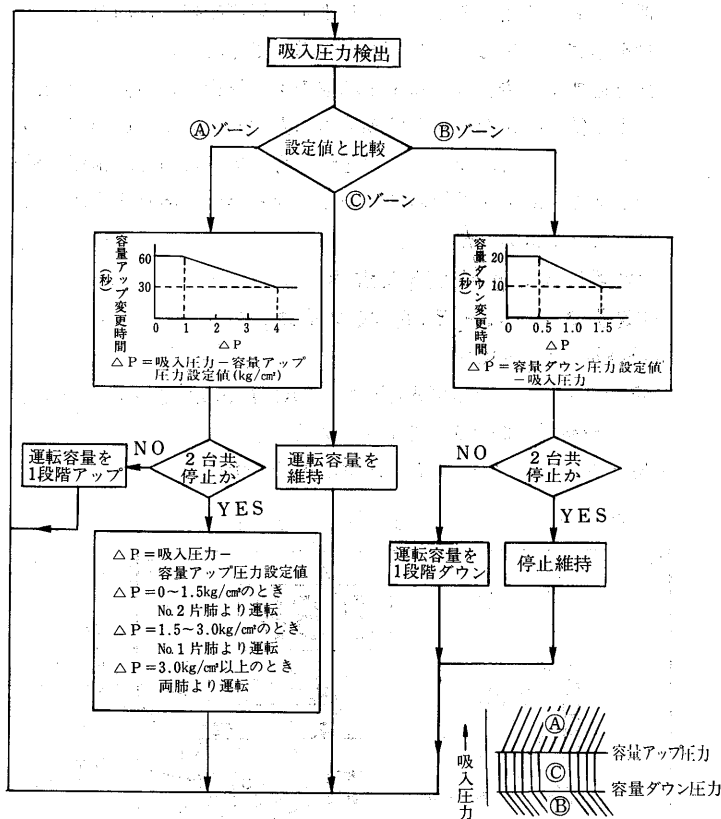 吸入圧力検出
設定値と比較
Ⓐゾーン
Ⓑゾーン
Ⓒゾーン
容量アップ変更時間
(秒)
60
30
0 1 2 3 4
△P
△P=吸入圧力−容量アップ
圧力設定値(kg/cm²)
容量ダウン変更時間
(秒)
20
10
0 0.5 1.0 1.5
△P
△P=容量ダウン圧力設定値
−吸入圧力
2台共
停止か
NO
YES
運転容量を
1段階アップ
運転容量を
維持
2台共
停止か
NO
YES
運転容量を
1段階ダウン
停止維持
△P=吸入圧力−
容量アップ圧力設定値
△P=0~1.5kg/cm²のとき
No.2片肺より運転
△P=1.5~3.0kg/cm²のとき
No.1片肺より運転
△P=3.0kg/cm²以上のとき
両肺より運転
→吸入圧力
Ⓐ
容量アップ圧力
Ⓒ
容量ダウン圧力
Ⓑ